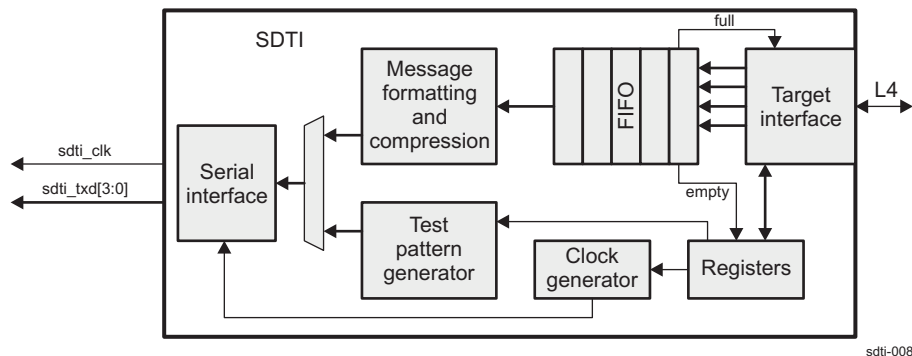 SDTI
full
Message
formatting
and
compression
FIFO
Target
interface
L4
sdti_clk
sdti_txd[3:0]
Serial
interface
empty
Test
pattern
generator
Clock
generator
Registers
sdti-008